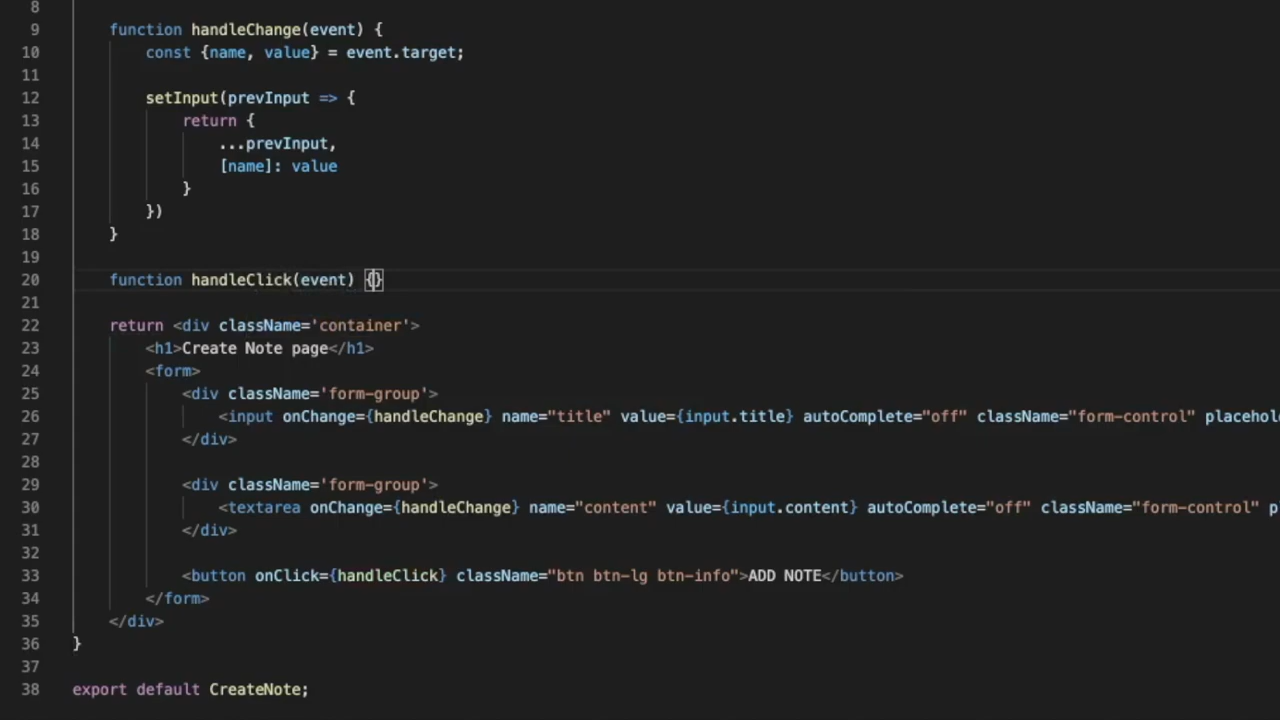 8
9 function handleChange(event) {
10 const {name, value} = event.target;
11
12 setInput(prevInput => {
13 return {
14 ...prevInput,
15 [name]: value
16 }
17 })
18 }
19
20 function handleClick(event) {}
21
22 return <div className='container'>
23 <h1>Create Note page</h1>
24 <form>
25 <div className='form-group'>
26 <input onChange={handleChange} name="title" value={input.title} autoComplete="off" className="form-control" placehol
27 </div>
28
29 <div className='form-group'>
30 <textarea onChange={handleChange} name="content" value={input.content} autoComplete="off" className="form-control" p
31 </div>
32
33 <button onClick={handleClick} className="btn btn-lg btn-info">ADD NOTE</button>
34 </form>
35 </div>
36 }
37
38 export default CreateNote;